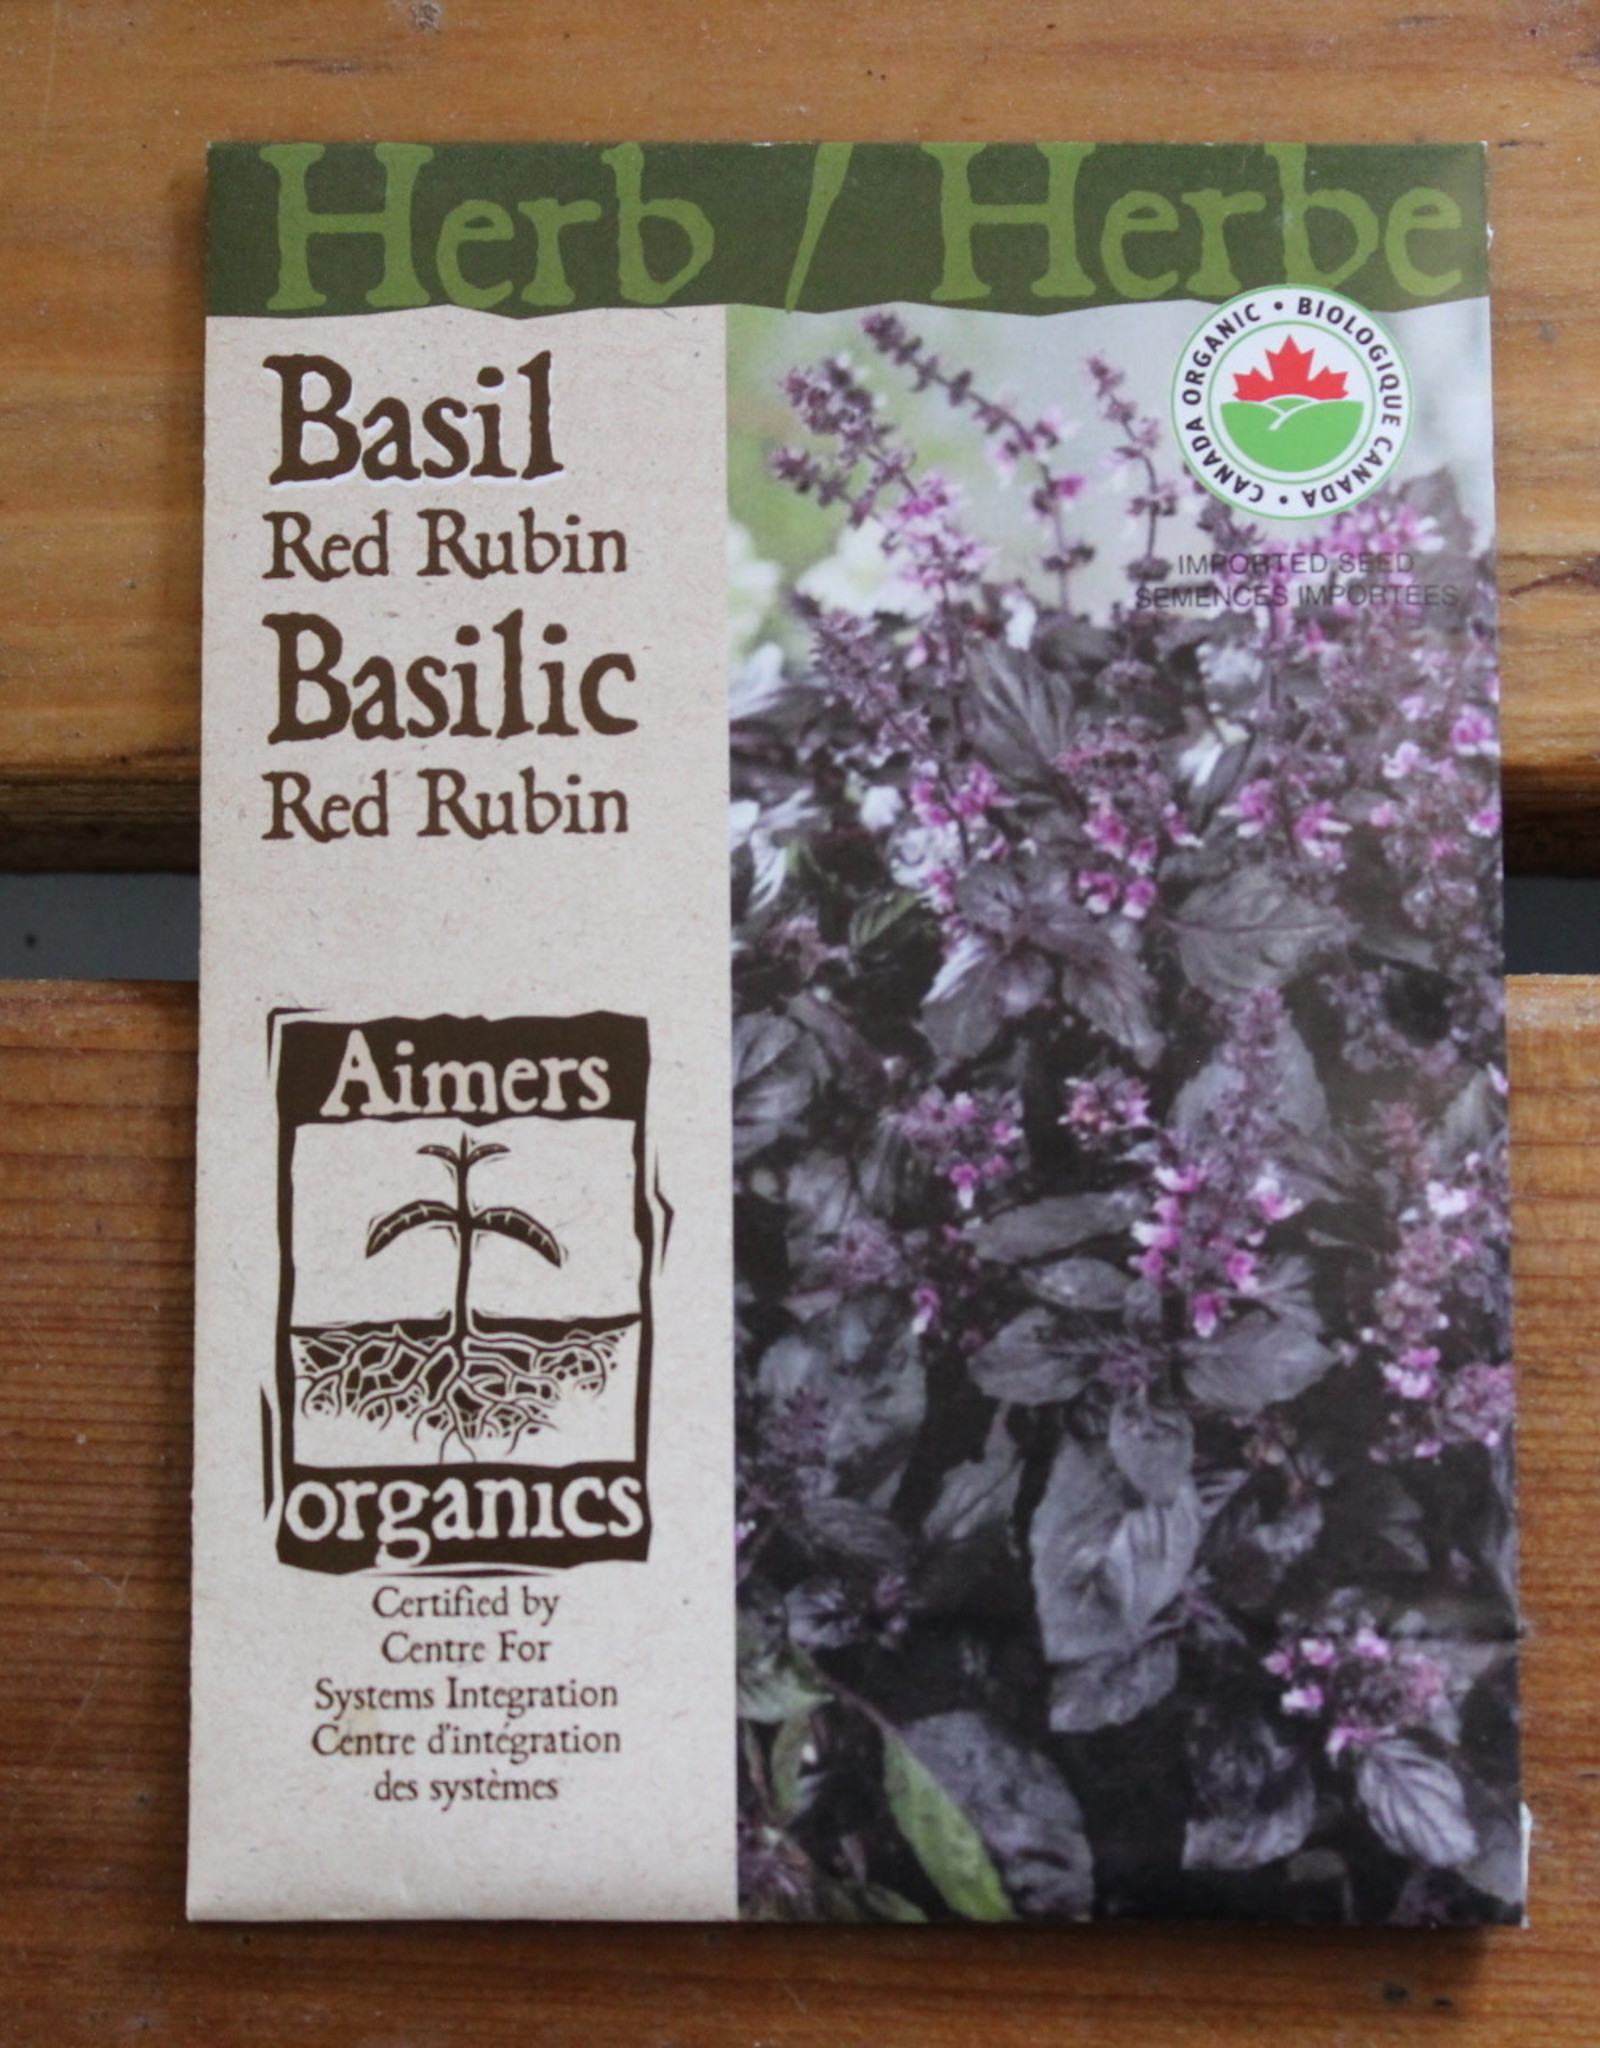 Herb / Herbe
Basil
Red Rubin
Basilic
Red Rubin
CANADA ORGANIC • BIOLOGIQUE CANADA •
IMPORTED SEED
SEMENCES IMPORTEES
Aimers
organics
Certified by
Centre For
Systems Integration
Centre d'intégration
des systèmes